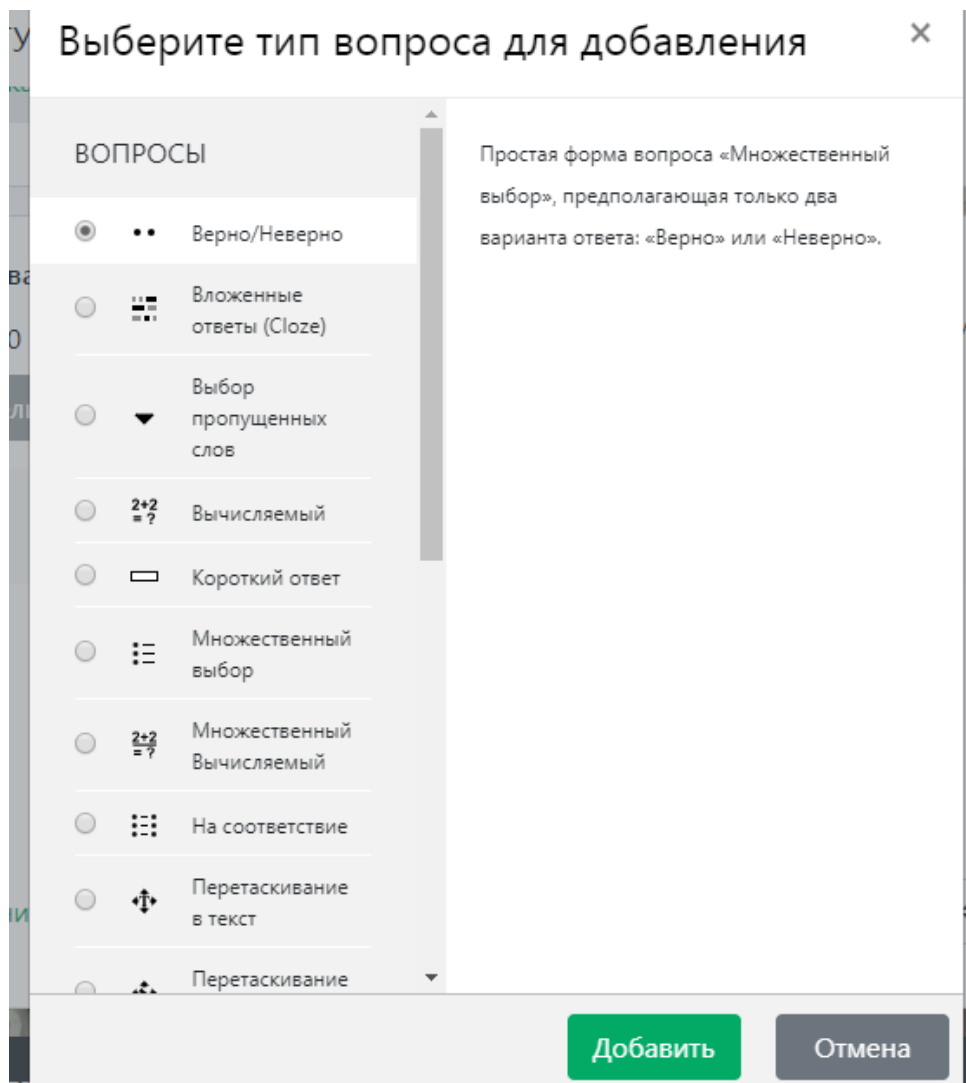 Выберите тип вопроса для добавления
×
ВОПРОСЫ
Верно/Неверно
Вложенные
ответы (Cloze)
Выбор
пропущенных
слов
2+2
= ?
Вычисляемый
Короткий ответ
Множественный
выбор
2+2
= ?
Множественный
Вычисляемый
На соответствие
Перетаскивание
в текст
Перетаскивание
Простая форма вопроса «Множественный
выбор», предполагающая только два
варианта ответа: «Верно» или «Неверно».
Добавить
Отмена